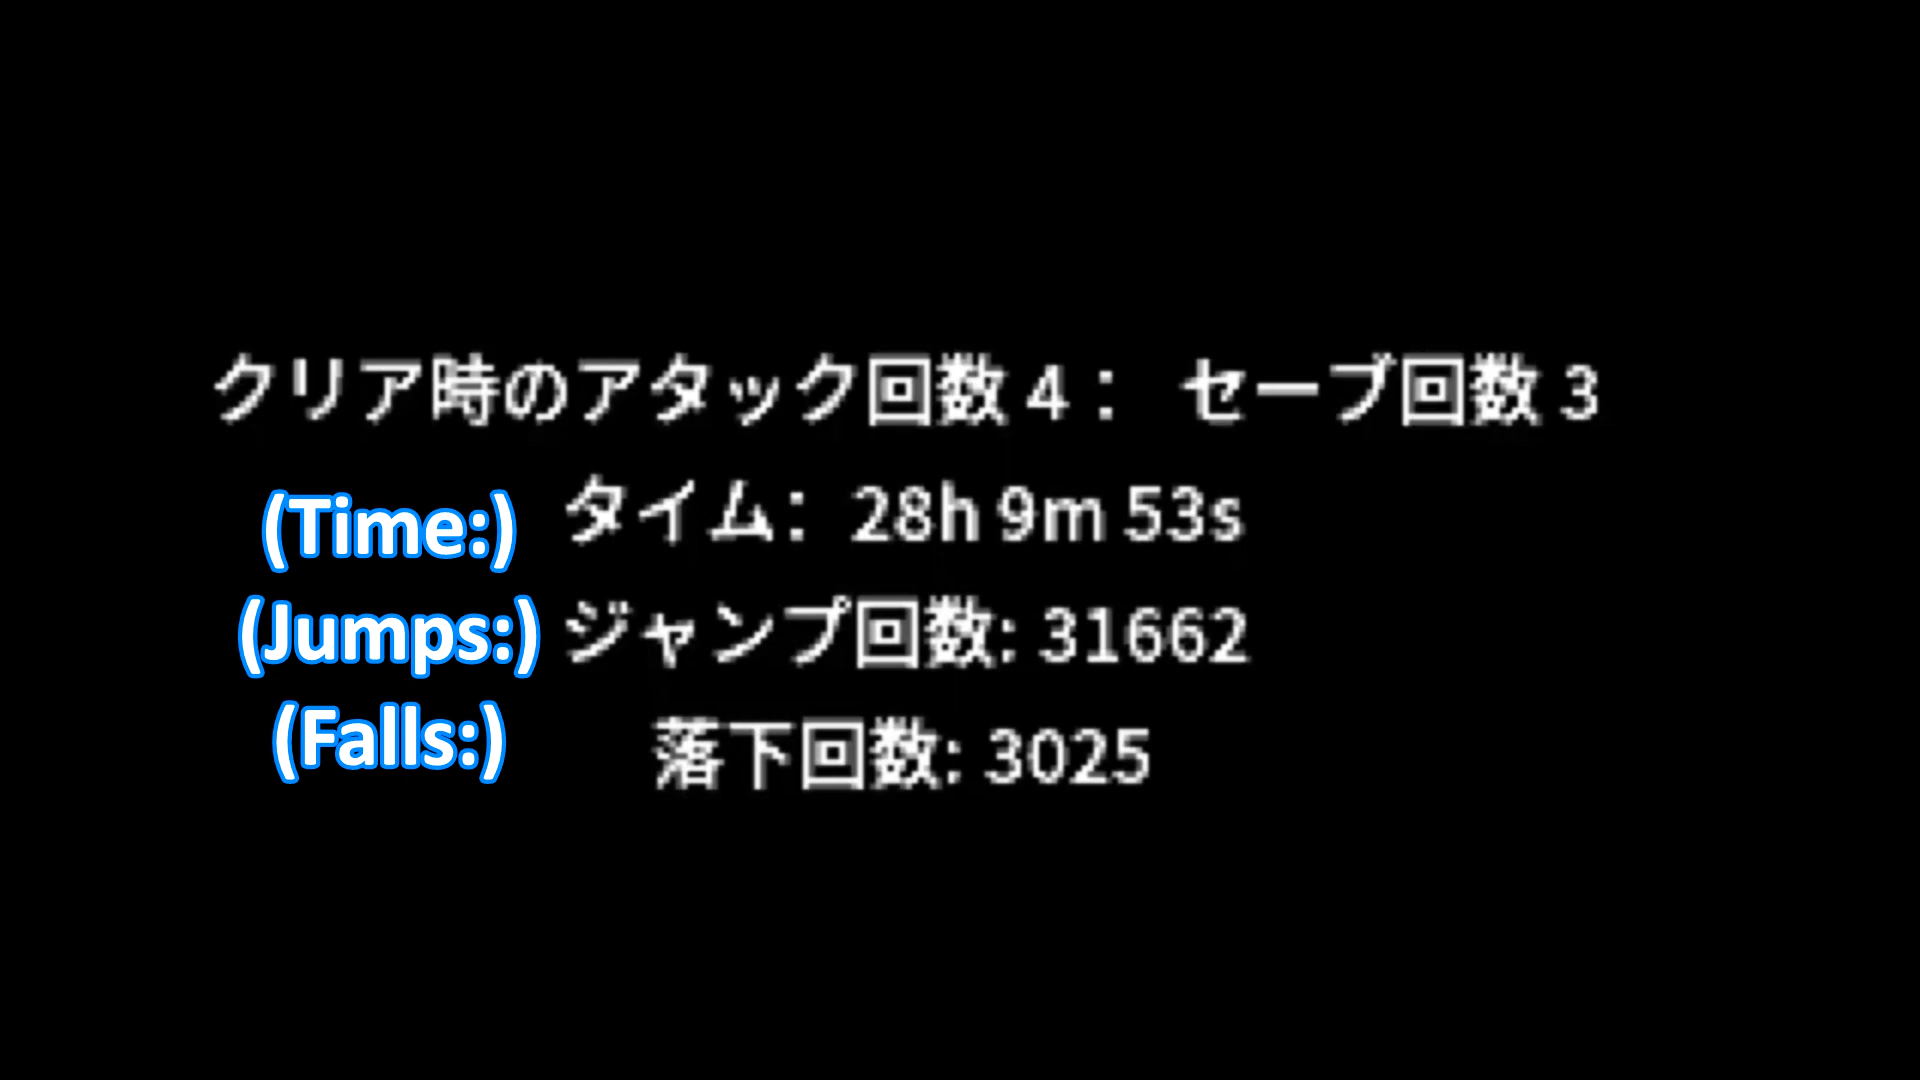 クリア時のアタック回数 4： セーブ回数 3
(Time:) タイム：28h 9m 53s
(Jumps:) ジャンプ回数: 31662
(Falls:) 落下回数: 3025